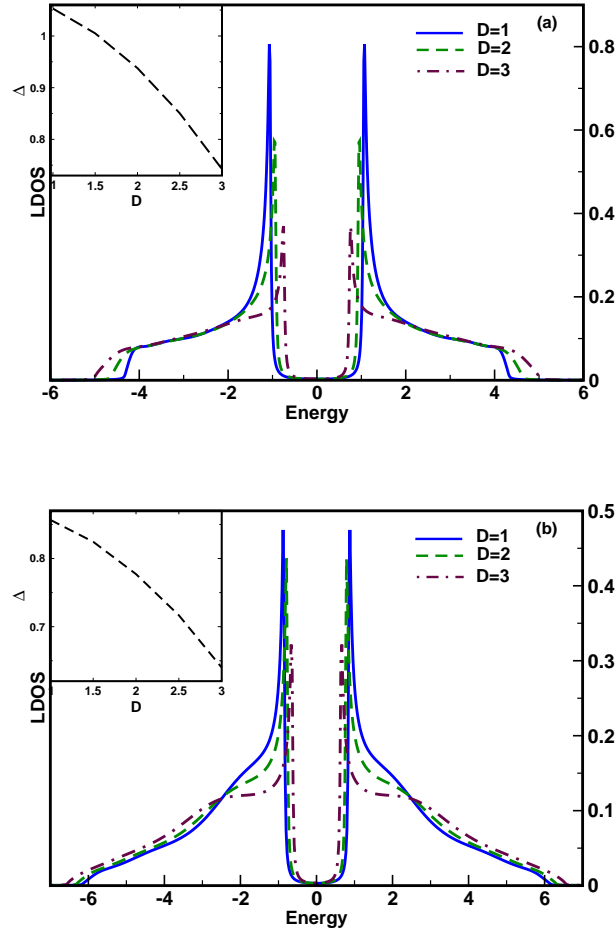 (a)
D=1
D=2
D=3
1
0.9
0.8
Δ
1 1.5 2 2.5 3
D
LDOS
0.8
0.6
0.4
0.2
0
-6 -4 -2 0 2 4 6
Energy
(b)
D=1
D=2
D=3
0.8
0.7
Δ
1 1.5 2 2.5 3
D
LDOS
0.5
0.4
0.3
0.2
0.1
0
-6 -4 -2 0 2 4 6
Energy